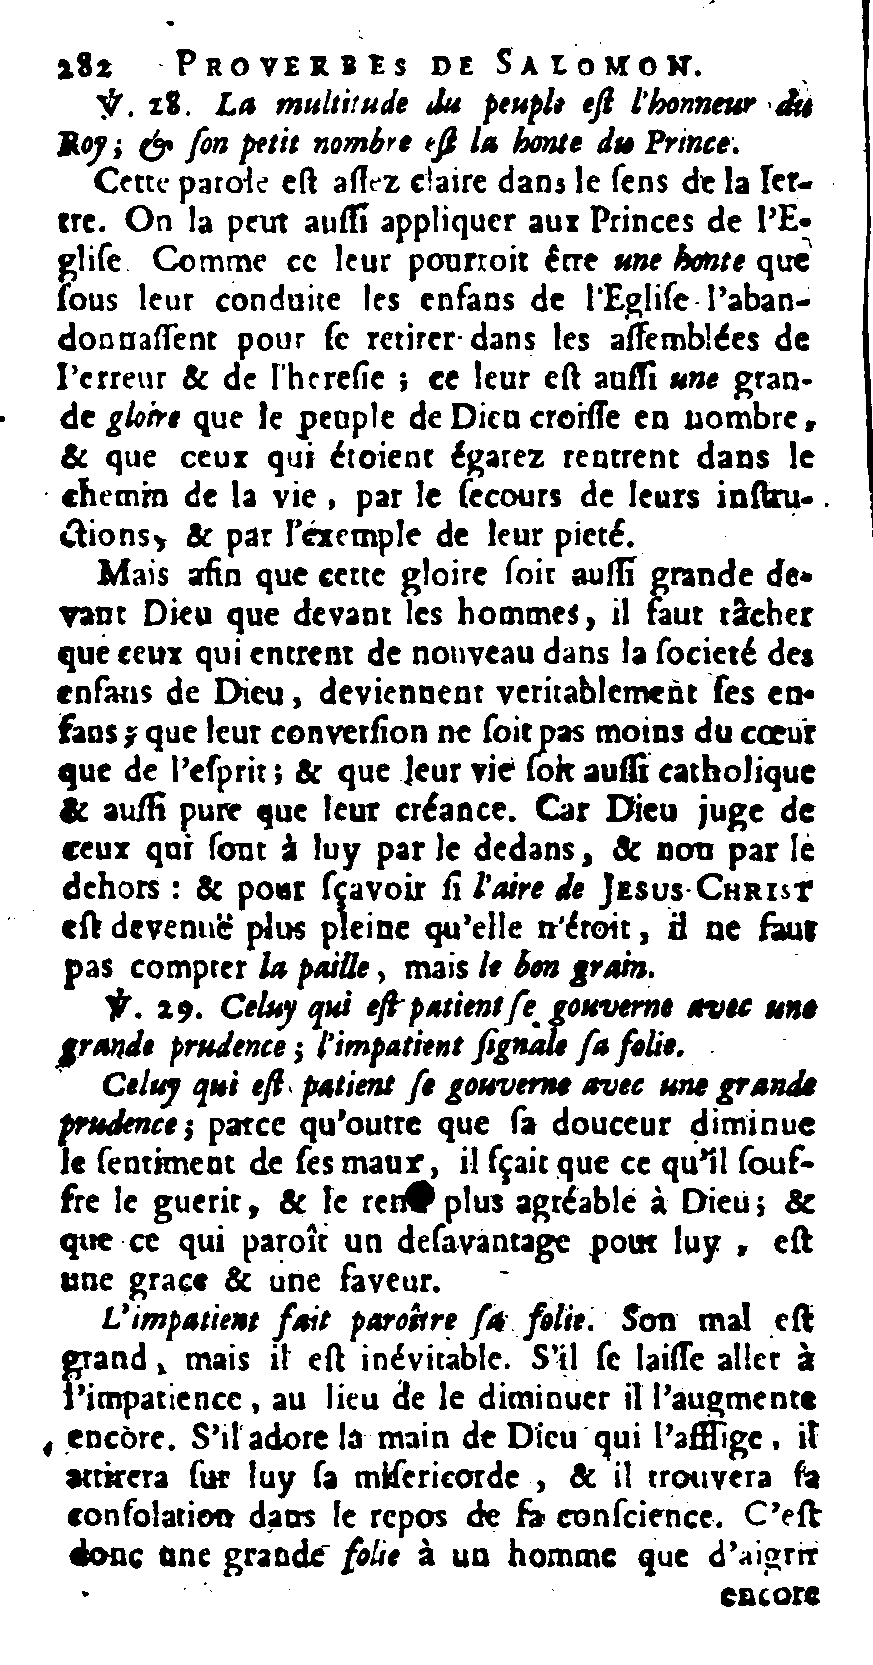 282 PROVERBES DE SALOMON.
℣. 28. La multitude du peuple eſt l'honneur du
Roy; & ſon petit nombre eſt la honte du Prince.
Cette parole eſt aſſez claire dans le ſens de la let-
tre. On la peut auſſi appliquer aux Princes de l'E-
gliſe. Comme ce leur pourroit être une honte que
ſous leur conduite les enfans de l'Egliſe l'aban-
donnaſſent pour ſe retirer dans les aſſemblées de
l'erreur & de l'hereſie ; ce leur eſt auſſi une gran-
de gloire que le peuple de Dieu croiſſe en nombre,
& que ceux qui étoient égarez rentrent dans le
chemin de la vie, par le ſecours de leurs inſtru-
ctions, & par l'éxemple de leur pieté.
Mais afin que cette gloire ſoit auſſi grande de-
vant Dieu que devant les hommes, il faut tâcher
que ceux qui entrent de nouveau dans la ſocieté des
enfans de Dieu, deviennent veritablement ſes en-
fans; que leur converſion ne ſoit pas moins du cœur
que de l'eſprit; & que leur vie ſoit auſſi catholique
& auſſi pure que leur créance. Car Dieu juge de
ceux qui ſont à luy par le dedans, & non par le
dehors : & pour ſçavoir ſi l'aire de JESUS-CHRIST
eſt devenuë plus pleine qu'elle n'étoit, il ne faut
pas compter la paille, mais le bon grain.
℣. 29. Celuy qui eſt patient ſe gouverne avec une
grande prudence; l'impatient ſignale ſa folie.
Celuy qui eſt patient ſe gouverne avec une grande
prudence; parce qu'outre que ſa douceur diminue
le ſentiment de ſes maux, il ſçait que ce qu'il ſouf-
fre le guerit, & le rend plus agréable à Dieu; &
que ce qui paroît un deſavantage pour luy, eſt
une grace & une faveur.
L'impatient fait paroître ſa folie. Son mal eſt
grand, mais il eſt inévitable. S'il ſe laiſſe aller à
l'impatience, au lieu de le diminuer il l'augmente
encore. S'il adore la main de Dieu qui l'afflige, il
attirera ſur luy ſa miſericorde, & il trouvera ſa
conſolation dans le repos de ſa conſcience. C'eſt
donc une grande folie à un homme que d'aigrir
encore